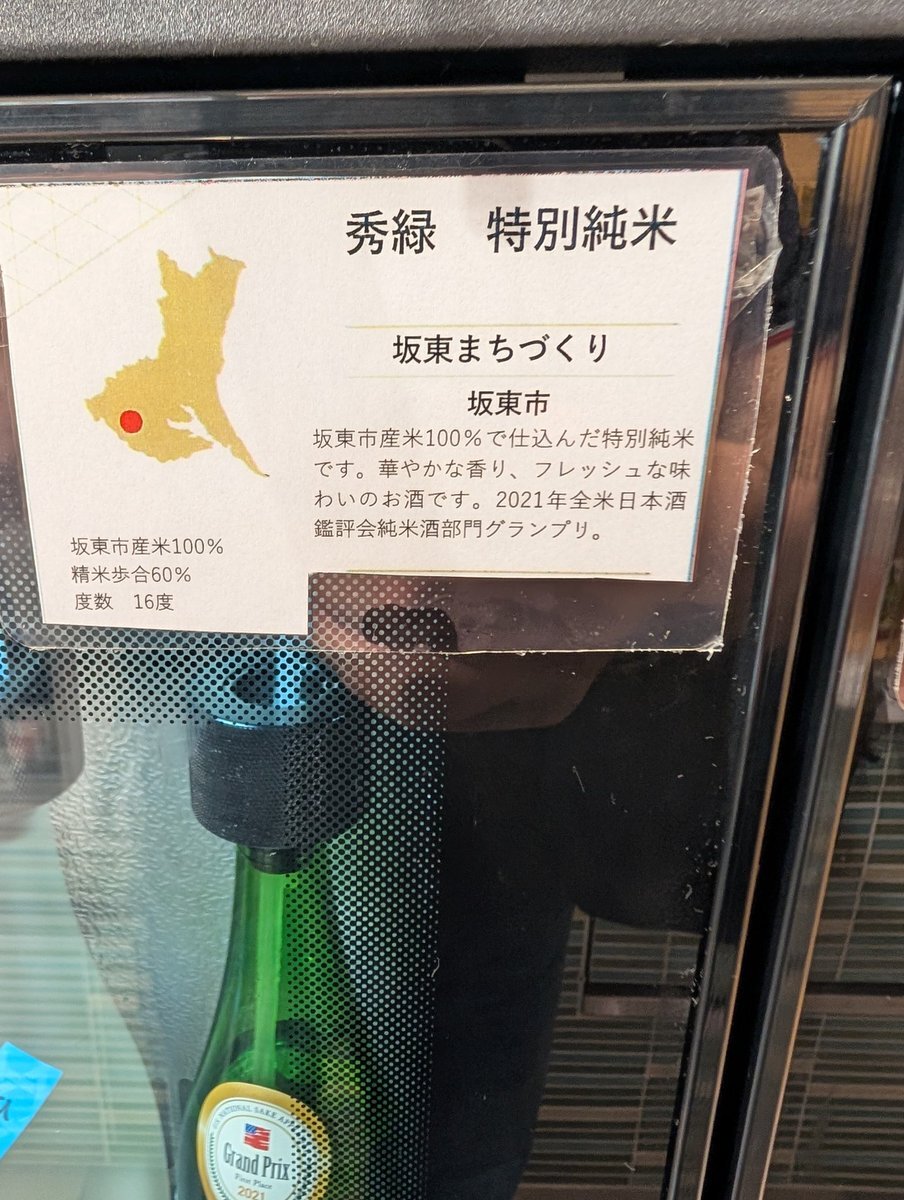 秀緑　特別純米
坂東まちづくり
坂東市
坂東市産米100％で仕込んだ特別純米
です。華やかな香り、フレッシュな味
わいのお酒です。2021年全米日本酒
鑑評会純米酒部門グランプリ。
坂東市産米100％
精米歩合60％
度数　16度
NATIONAL SAKE
Grand Prix
First Place
2021